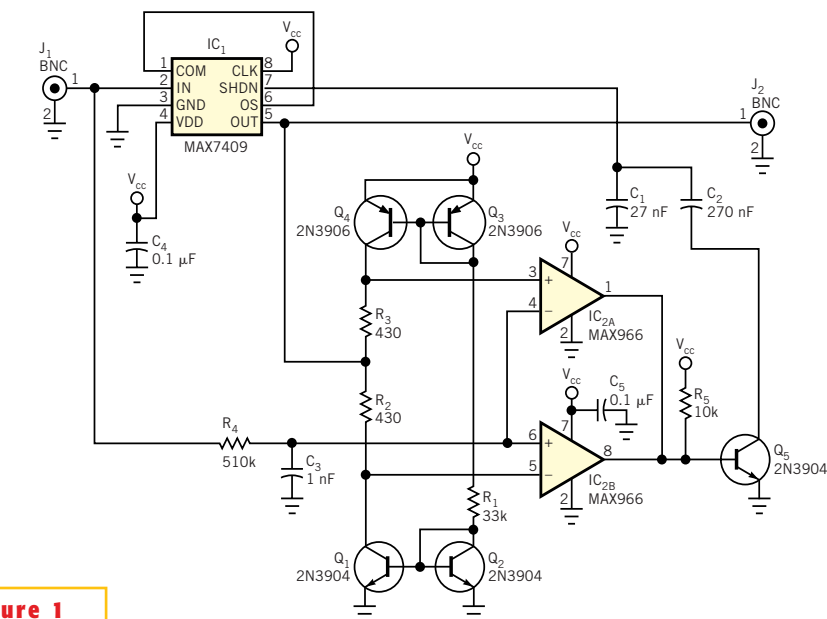 J1
BNC
1
2
IC1
1 COM CLK 8
2 IN SHDN 7
3 GND OS 6
4 VDD OUT 5
MAX7409
VCC
J2
BNC
1
2
VCC
C4
0.1 µF
VCC
Q4
2N3906
Q3
2N3906
C1
27 nF
C2
270 nF
VCC
7
3 +
4 −
1
2
IC2A
MAX966
R3
430
R2
430
VCC
C5
0.1 µF
VCC
R5
10k
R4
510k
C3
1 nF
7
6 +
5 −
8
2
IC2B
MAX966
Q5
2N3904
R1
33k
Q1
2N3904
Q2
2N3904
ure 1